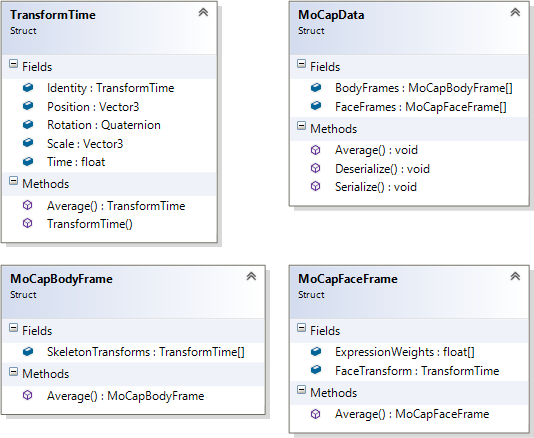 TransformTime
Struct
Fields
Identity : TransformTime
Position : Vector3
Rotation : Quaternion
Scale : Vector3
Time : float
Methods
Average() : TransformTime
TransformTime()
MoCapData
Struct
Fields
BodyFrames : MoCapBodyFrame[]
FaceFrames : MoCapFaceFrame[]
Methods
Average() : void
Deserialize() : void
Serialize() : void
MoCapBodyFrame
Struct
Fields
SkeletonTransforms : TransformTime[]
Methods
Average() : MoCapBodyFrame
MoCapFaceFrame
Struct
Fields
ExpressionWeights : float[]
FaceTransform : TransformTime
Methods
Average() : MoCapFaceFrame